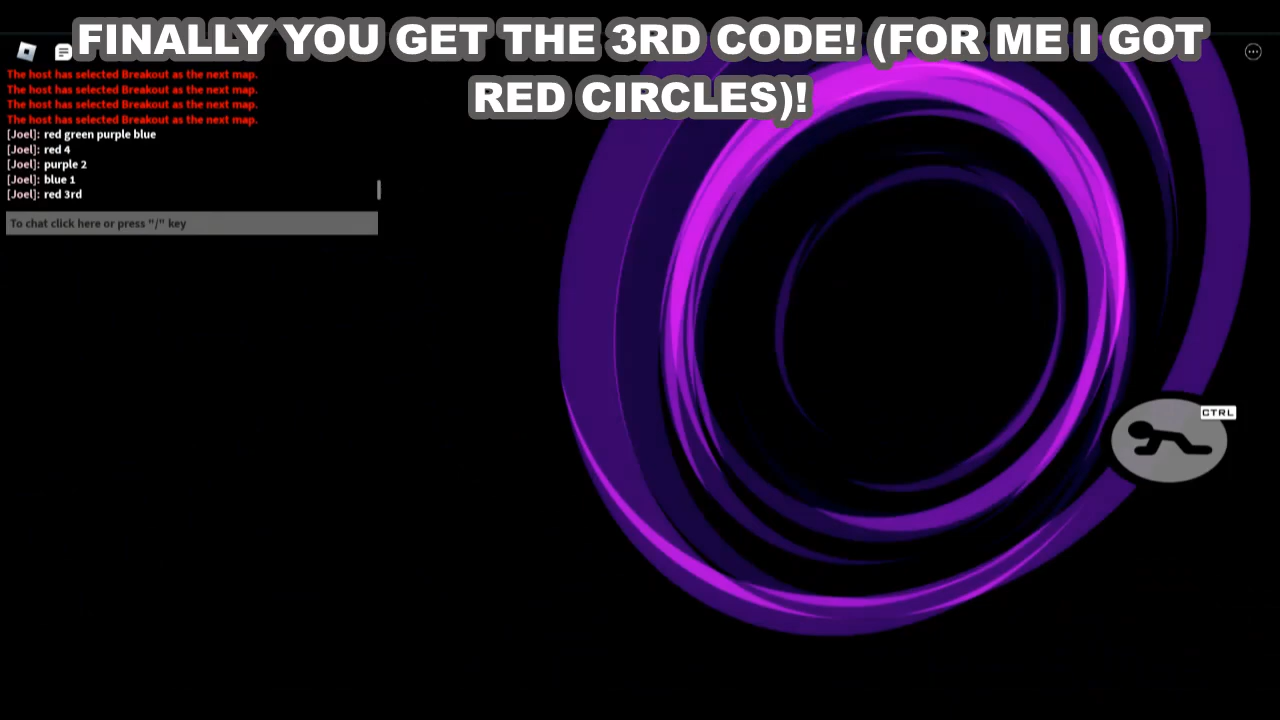 FINALLY YOU GET THE 3RD CODE! (FOR ME I GOT
RED CIRCLES)!
The host has selected Breakout as the next map.
The host has selected Breakout as the next map.
The host has selected Breakout as the next map.
The host has selected Breakout as the next map.
[Joel]: red green purple blue
[Joel]: red 4
[Joel]: purple 2
[Joel]: blue 1
[Joel]: red 3rd
To chat click here or press "/" key
CTRL